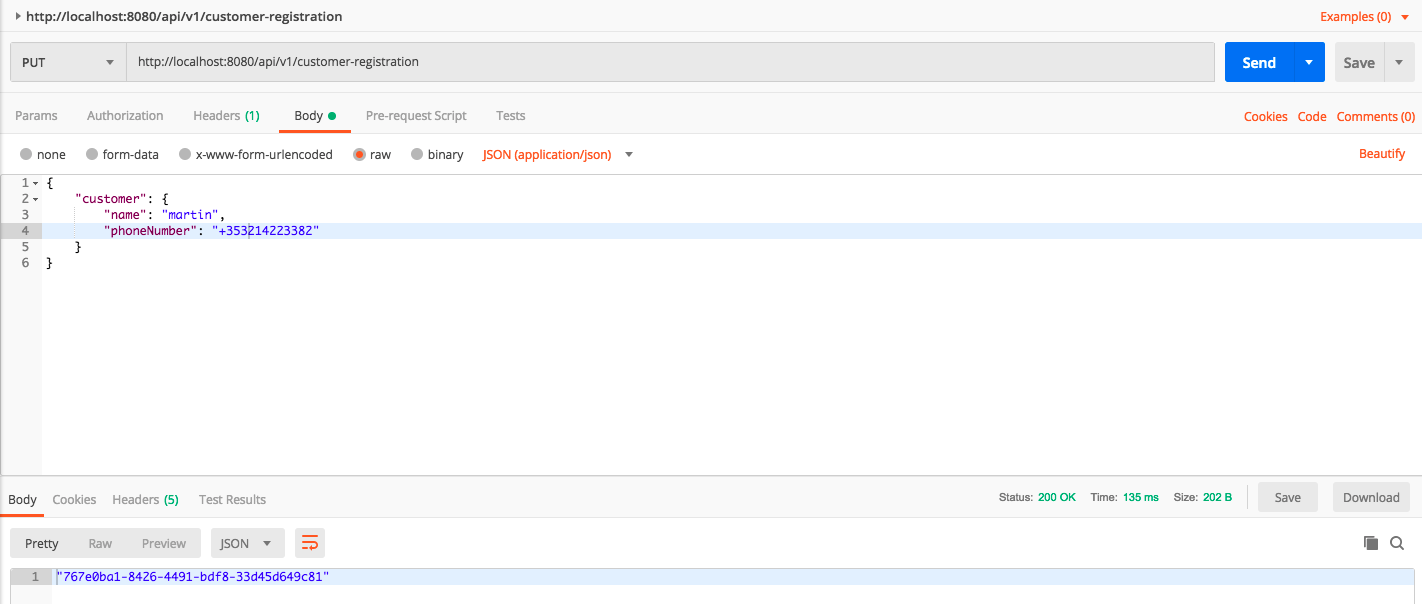 http://localhost:8080/api/v1/customer-registration Examples (0)
PUT http://localhost:8080/api/v1/customer-registration Send Save
Params Authorization Headers (1) Body Pre-request Script Tests Cookies Code Comments (0)
none form-data x-www-form-urlencoded raw binary JSON (application/json) Beautify
1 {
2 "customer": {
3 "name": "martin",
4 "phoneNumber": "+353214223382"
5 }
6 }
Body Cookies Headers (5) Test Results Status: 200 OK Time: 135 ms Size: 202 B Save Download
Pretty Raw Preview JSON
1 "767e0ba1-8426-4491-bdf8-33d45d649c81"